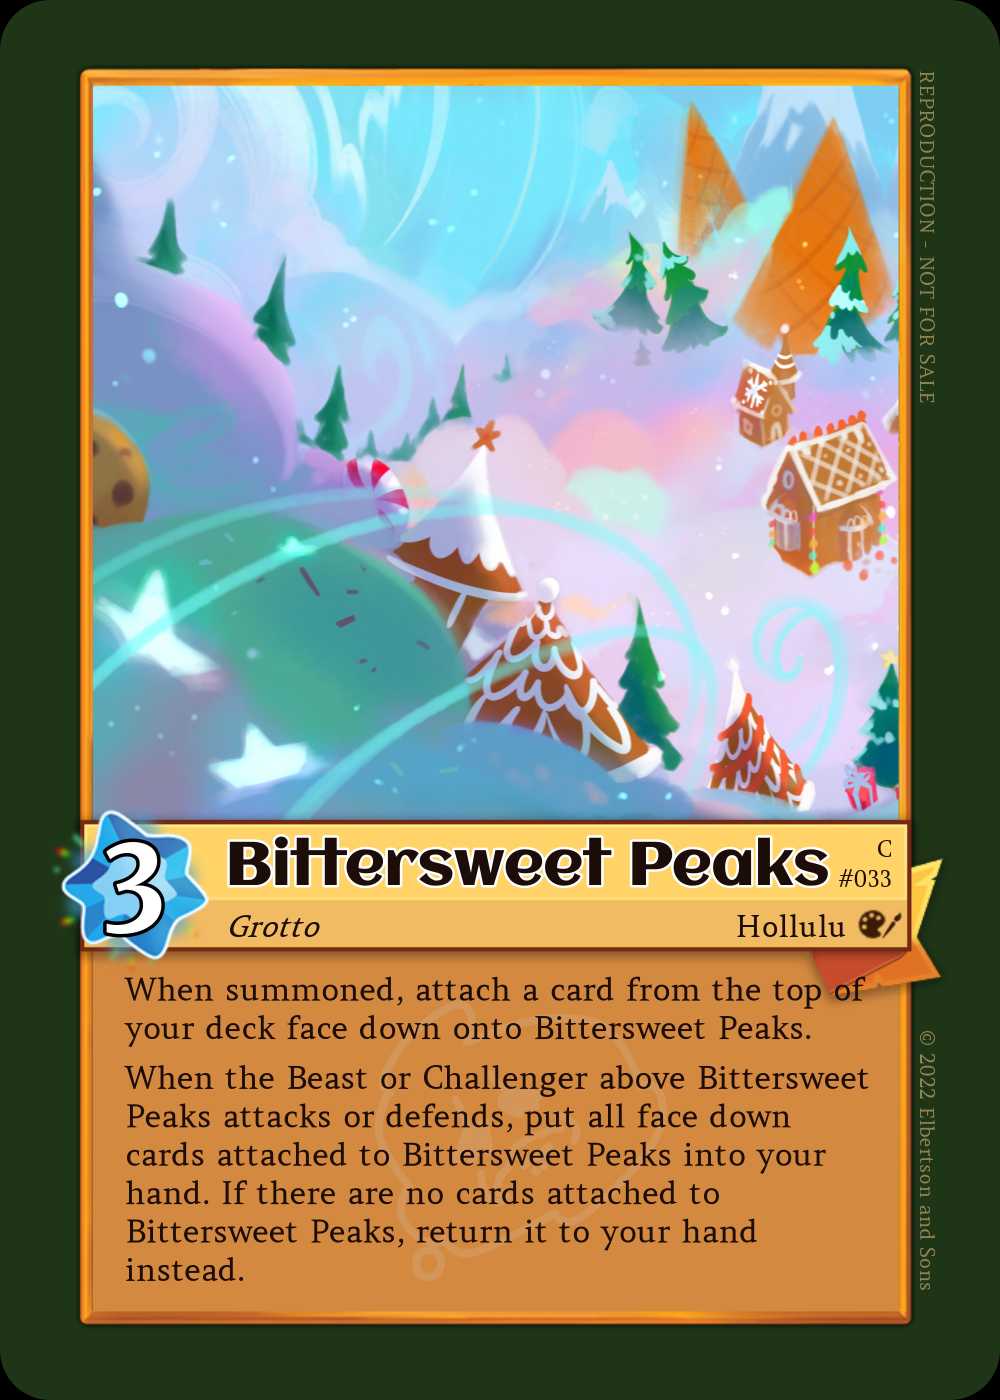 REPRODUCTION - NOT FOR SALE
3
Bittersweet Peaks
C
#033
Grotto
Hollulu
When summoned, attach a card from the top of
your deck face down onto Bittersweet Peaks.
When the Beast or Challenger above Bittersweet
Peaks attacks or defends, put all face down
cards attached to Bittersweet Peaks into your
hand. If there are no cards attached to
Bittersweet Peaks, return it to your hand
instead.
© 2022 Elbertson and Sons